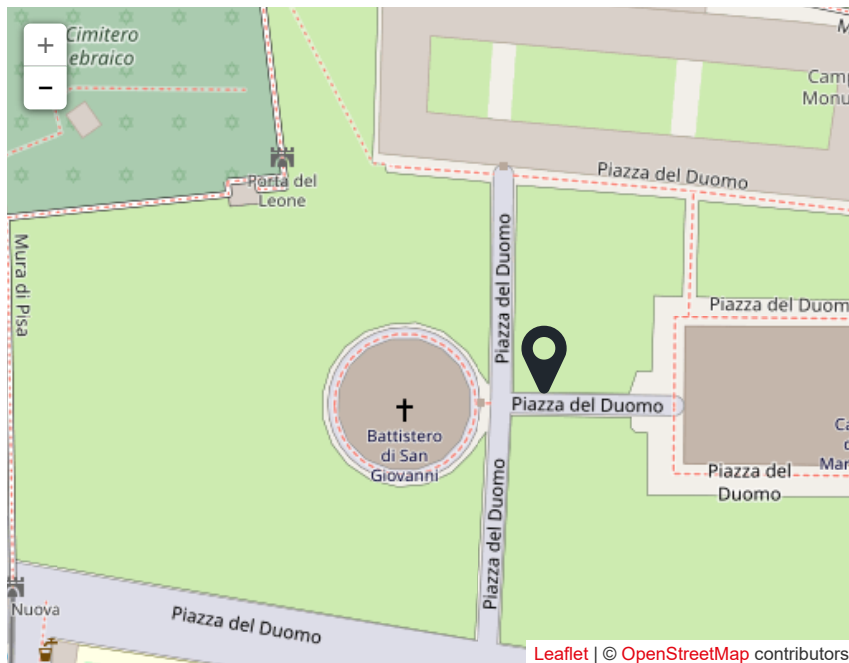 +
-
Cimitero
ebraico
M
Camp
Monu
Porta del
Leone
Piazza del Duomo
Mura di Pisa
Piazza del Duomo
Piazza del Duom
Piazza del Duomo
Battistero
di San
Giovanni
Ca
d
Mar
Piazza del
Duomo
Piazza del Duomo
Nuova
Piazza del Duomo
Leaflet | © OpenStreetMap contributors